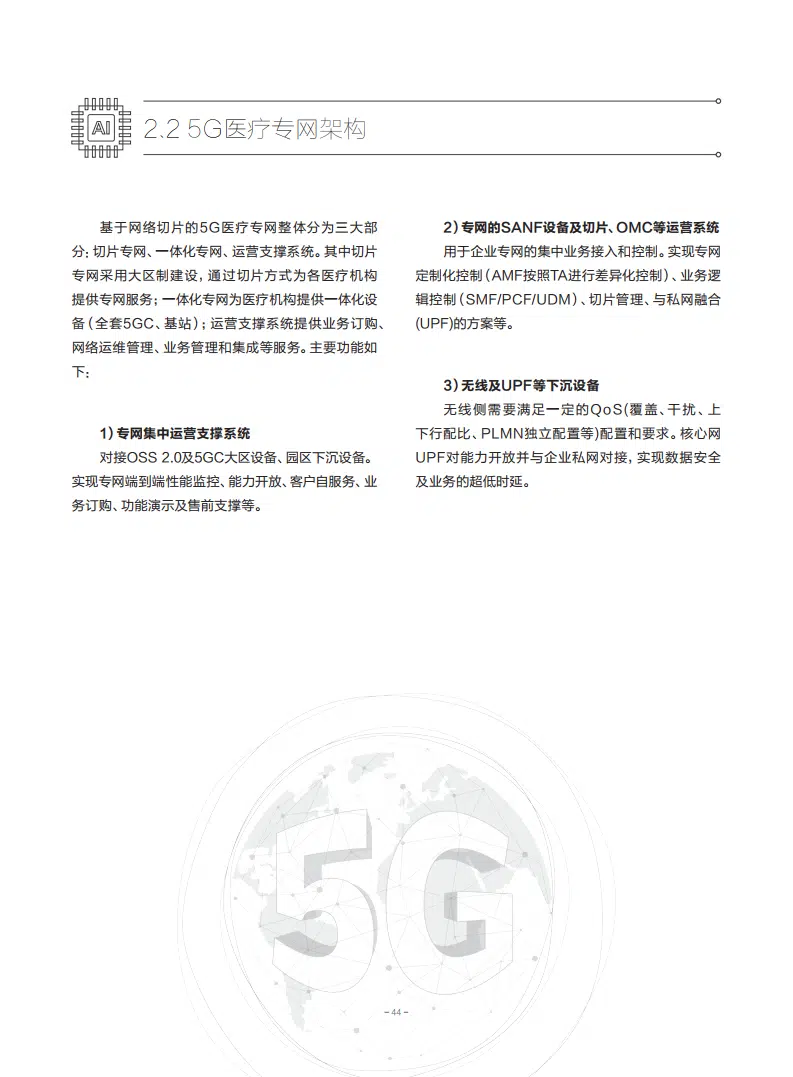 AI
2.2 5G医疗专网架构
基于网络切片的5G医疗专网整体分为三大部
分：切片专网、一体化专网、运营支撑系统。其中切片
专网采用大区制建设，通过切片方式为各医疗机构
提供专网服务；一体化专网为医疗机构提供一体化设
备（全套5GC、基站）；运营支撑系统提供业务订购、
网络运维管理、业务管理和集成等服务。主要功能如
下：
1）专网集中运营支撑系统
对接OSS 2.0及5GC大区设备、园区下沉设备。
实现专网端到端性能监控、能力开放、客户自服务、业
务订购、功能演示及售前支撑等。
2）专网的SANF设备及切片、OMC等运营系统
用于企业专网的集中业务接入和控制。实现专网
定制化控制（AMF按照TA进行差异化控制）、业务逻
辑控制（SMF/PCF/UDM）、切片管理、与私网融合
(UPF)的方案等。
3）无线及UPF等下沉设备
无线侧需要满足一定的QoS(覆盖、干扰、上
下行配比、PLMN独立配置等)配置和要求。核心网
UPF对能力开放并与企业私网对接，实现数据安全
及业务的超低时延。
5G
– 44 –